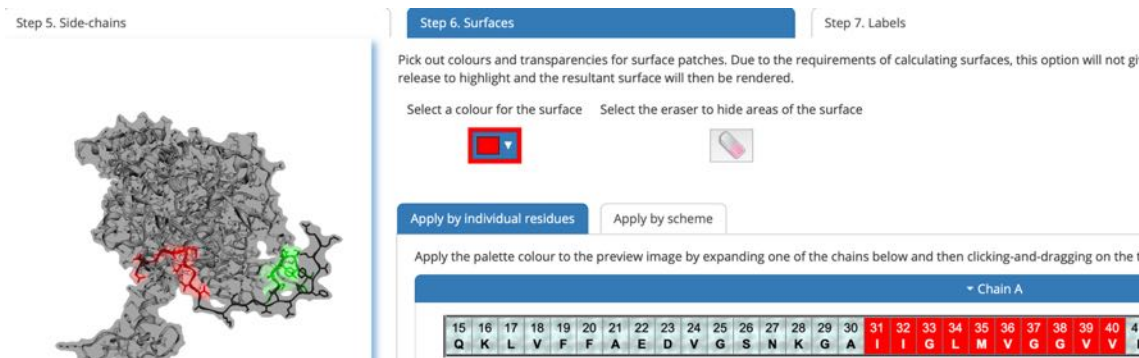 Step 5. Side-chains
Step 6. Surfaces
Step 7. Labels
Pick out colours and transparencies for surface patches. Due to the requirements of calculating surfaces, this option will not gi
release to highlight and the resultant surface will then be rendered.
Select a colour for the surface
Select the eraser to hide areas of the surface
Apply by individual residues
Apply by scheme
Apply the palette colour to the preview image by expanding one of the chains below and then clicking-and-dragging on the t
Chain A
15 16 17 18 19 20 21 22 23 24 25 26 27 28 29 30 31 32 33 34 35 36 37 38 39 40 4
Q K L V F F A E D V G S N K G A I I G L M V G G V V